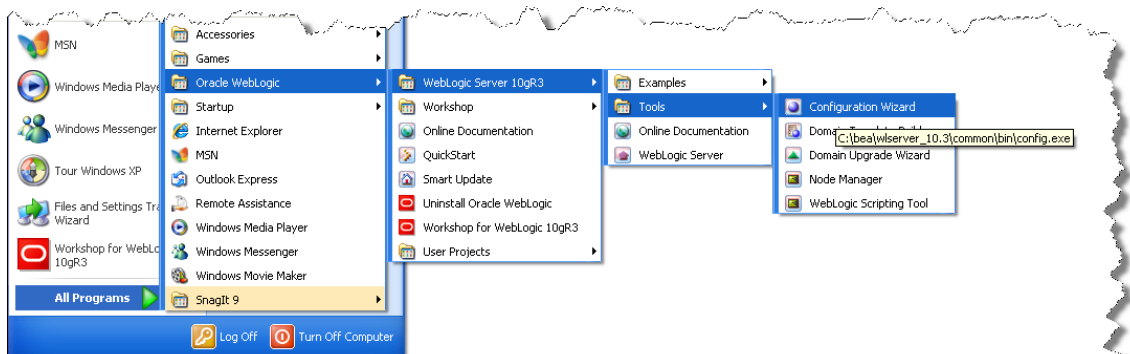 MSN
Windows Media Playe
Windows Messenger
Tour Windows XP
Files and Settings Tra
Wizard
Workshop for WebLo
10gR3
All Programs
Accessories
Games
Oracle WebLogic
Startup
Internet Explorer
MSN
Outlook Express
Remote Assistance
Windows Media Player
Windows Messenger
Windows Movie Maker
SnagIt 9
Log Off
Turn Off Computer
WebLogic Server 10gR3
Workshop
Online Documentation
QuickStart
Smart Update
Uninstall Oracle WebLogic
Workshop for WebLogic 10gR3
User Projects
Examples
Tools
Online Documentation
WebLogic Server
Configuration Wizard
C:\bea\wlserver_10.3\common\bin\config.exe
Domain Upgrade Wizard
Node Manager
WebLogic Scripting Tool